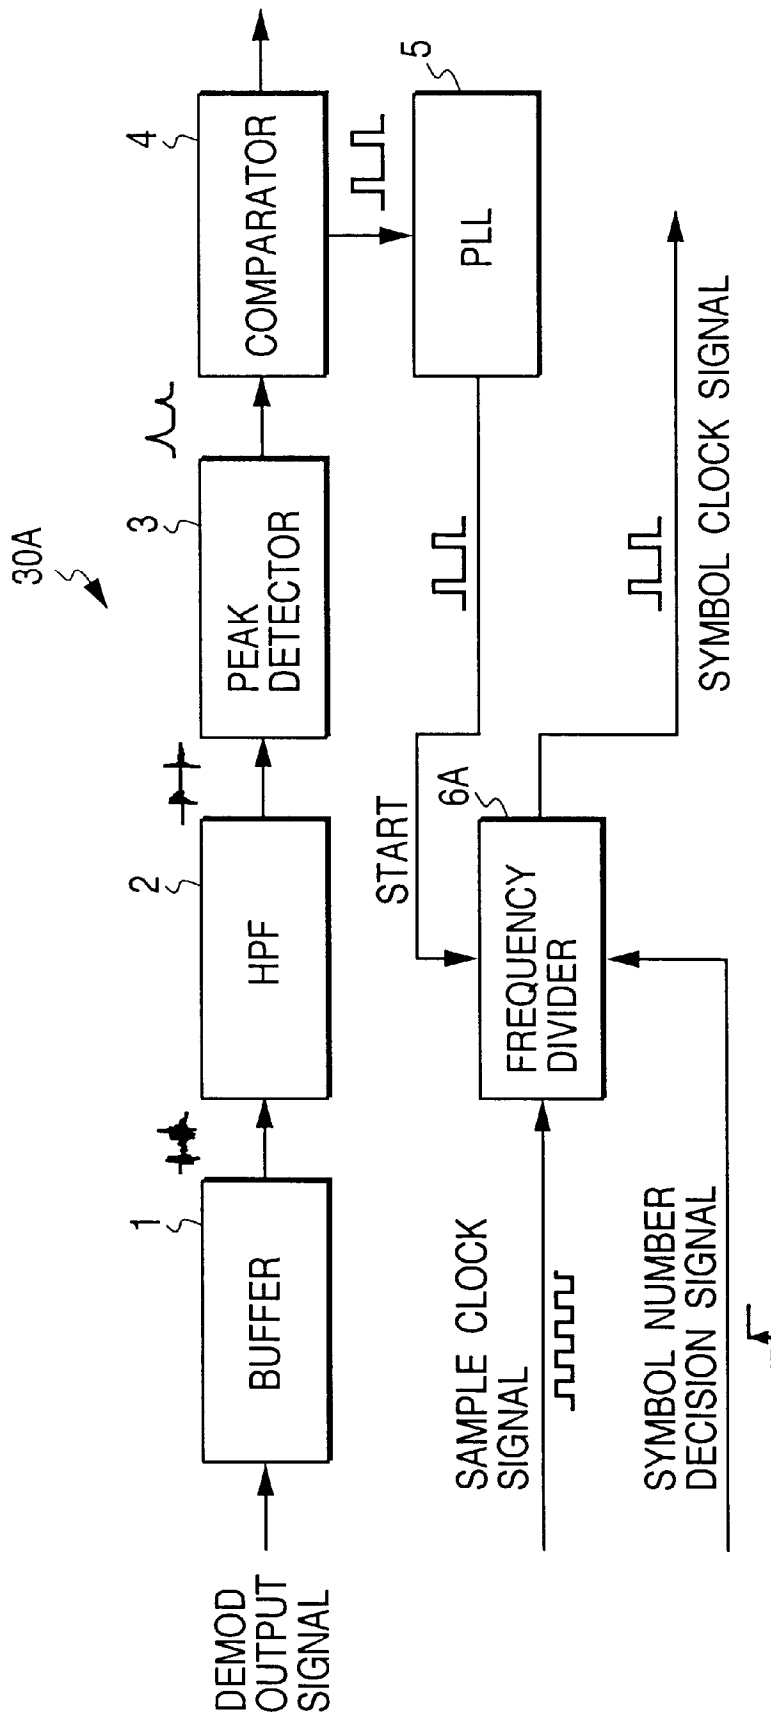 30A
DEMOD
OUTPUT
SIGNAL
1
BUFFER
2
HPF
3
PEAK
DETECTOR
4
COMPARATOR
5
PLL
START
6A
FREQUENCY
DIVIDER
SAMPLE CLOCK
SIGNAL
SYMBOL NUMBER
DECISION SIGNAL
SYMBOL CLOCK SIGNAL